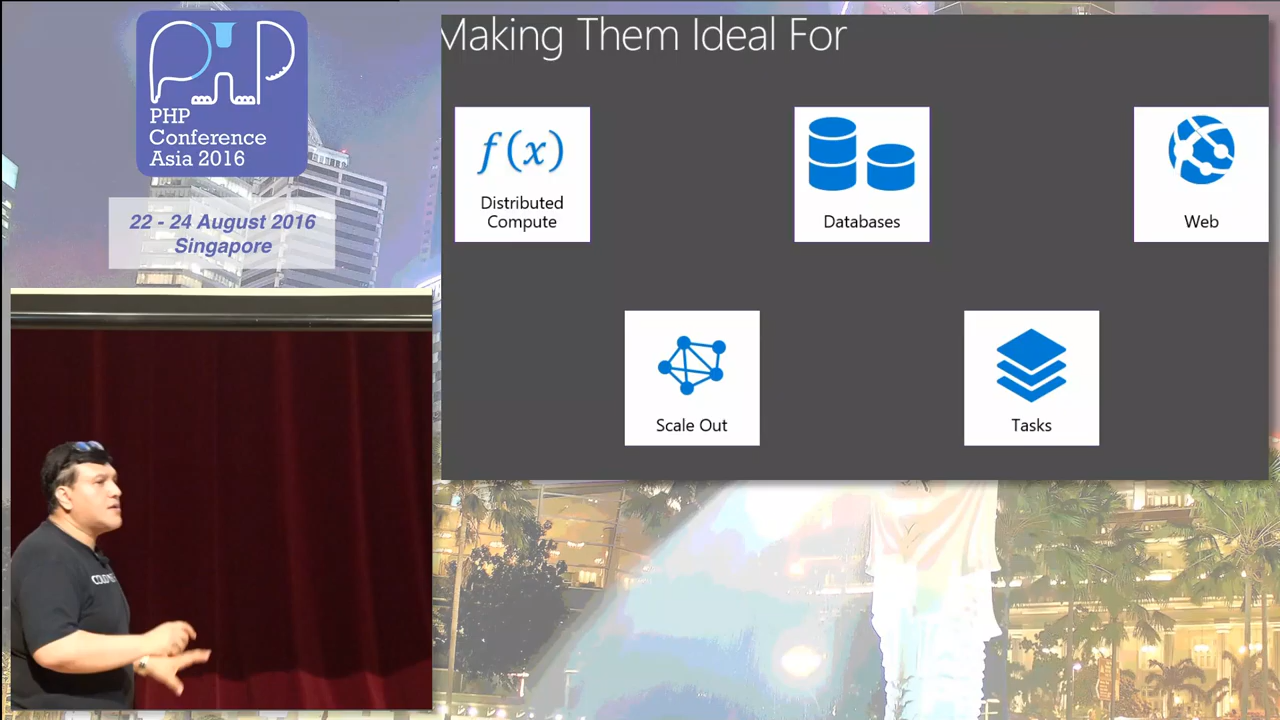 PHP
PHP
Conference
Asia 2016
22 - 24 August 2016
Singapore
Making Them Ideal For
f(x)
Distributed
Compute
Databases
Web
Scale Out
Tasks